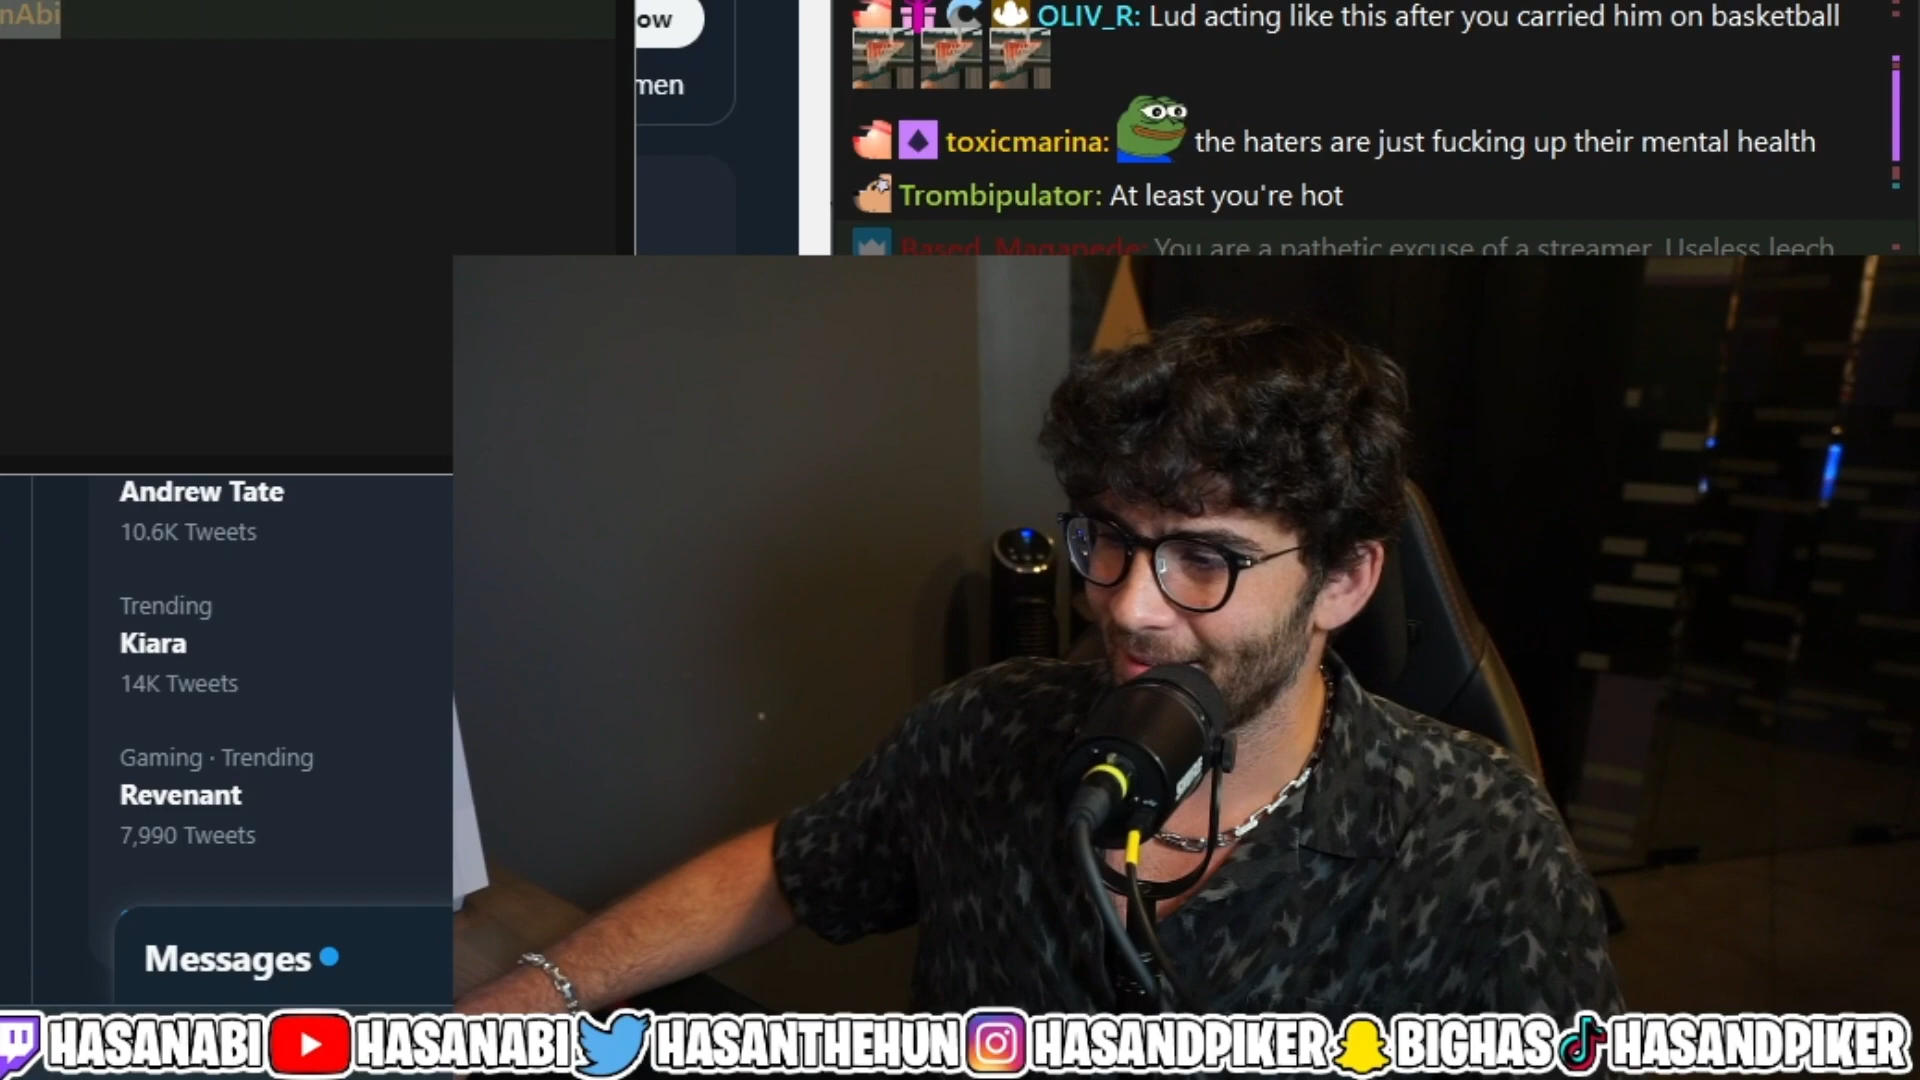 nAbi
ow
men
OLIV_R: Lud acting like this after you carried him on basketball
toxicmarina: the haters are just fucking up their mental health
Trombipulator: At least you're hot
Based_Magapede: You are a pathetic excuse of a streamer. Useless leech
Andrew Tate
10.6K Tweets
Trending
Kiara
14K Tweets
Gaming · Trending
Revenant
7,990 Tweets
Messages
HASANABI HASANABI HASANTHEHUN HASANDPIKER BIGHAS HASANDPIKER